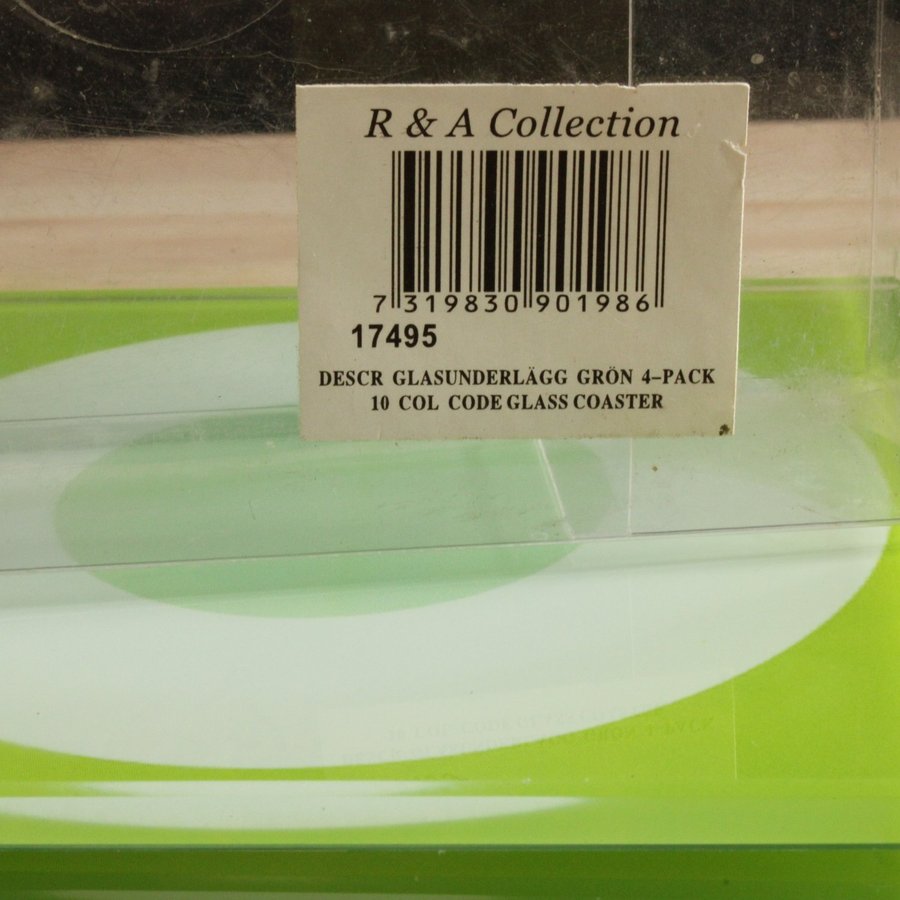 R & A Collection
7 319830 901986
17495
DESCR GLASUNDERLÄGG GRÖN 4-PACK
10 COL CODE GLASS COASTER